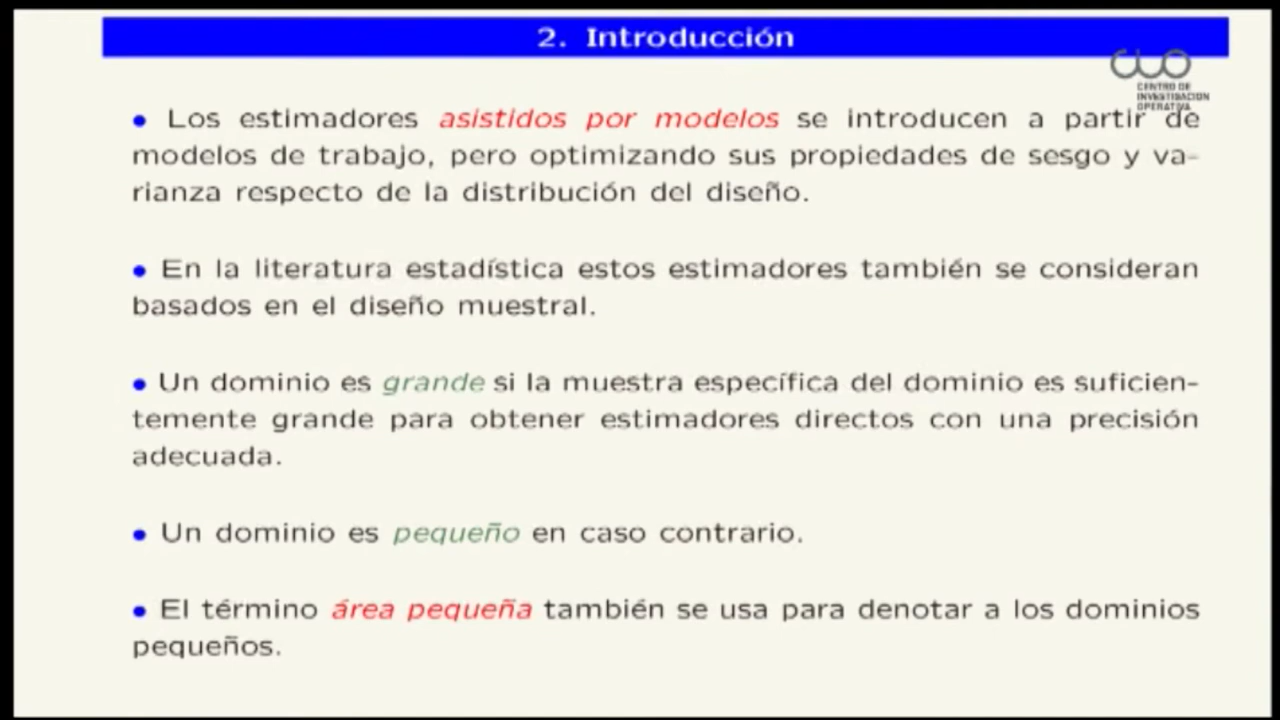 2. Introducción
CIO
CENTRO DE
INVESTIGACIÓN
OPERATIVA
• Los estimadores asistidos por modelos se introducen a partir de
modelos de trabajo, pero optimizando sus propiedades de sesgo y va-
rianza respecto de la distribución del diseño.
• En la literatura estadística estos estimadores también se consideran
basados en el diseño muestral.
• Un dominio es grande si la muestra específica del dominio es suficien-
temente grande para obtener estimadores directos con una precisión
adecuada.
• Un dominio es pequeño en caso contrario.
• El término área pequeña también se usa para denotar a los dominios
pequeños.